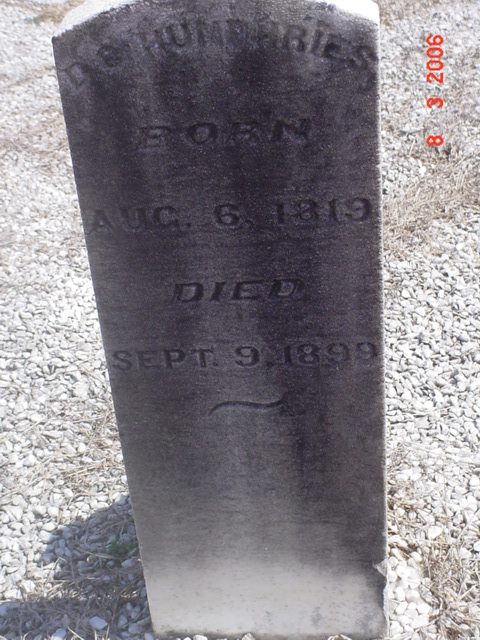 D. C. HUMPHRIES
BORN
AUG. 6. 1819
DIED
SEPT. 9, 1899
8 3 2006